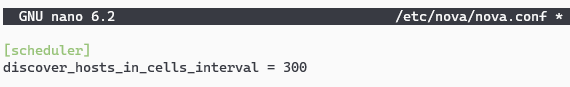 GNU nano 6.2 /etc/nova/nova.conf *
[scheduler]
discover_hosts_in_cells_interval = 300